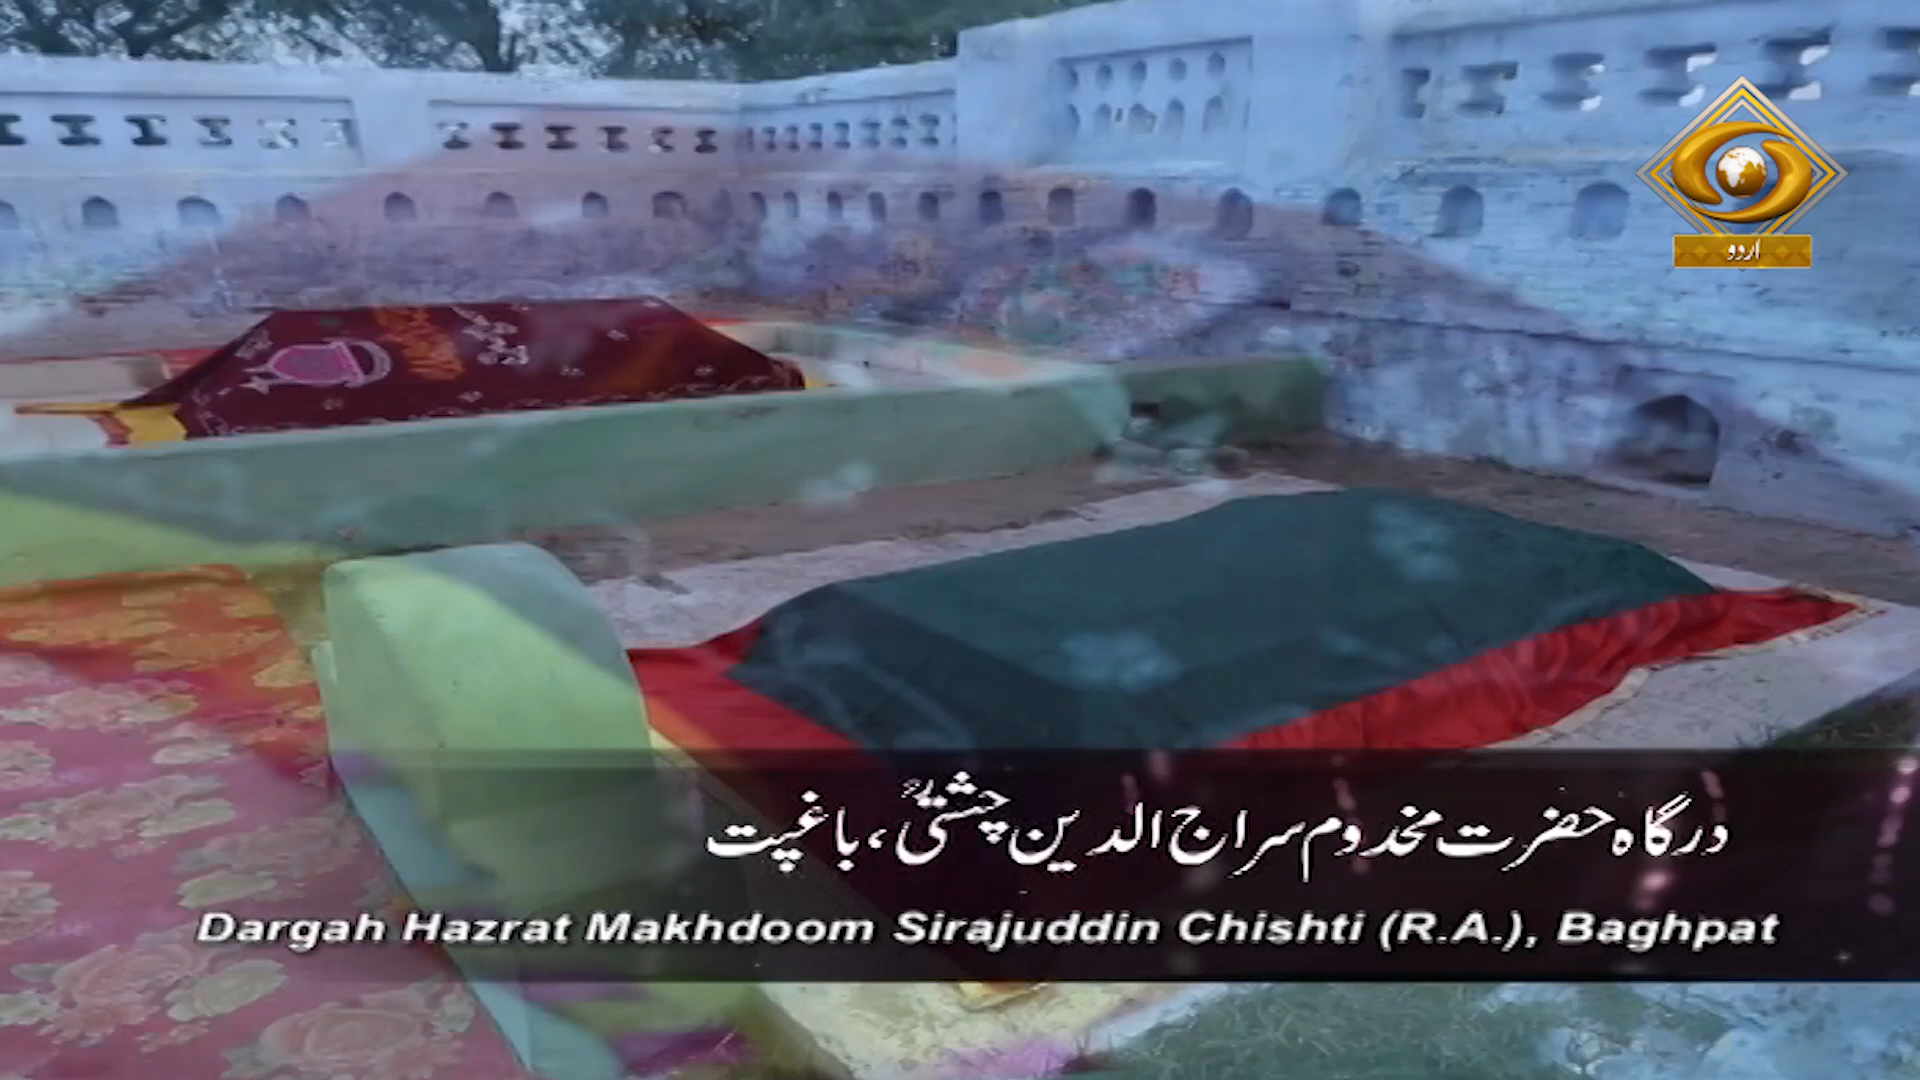 اردو
درگاہ حضرت مخدوم سراج الدین چشتیؒ، باغپت
Dargah Hazrat Makhdoom Sirajuddin Chishti (R.A.), Baghpat